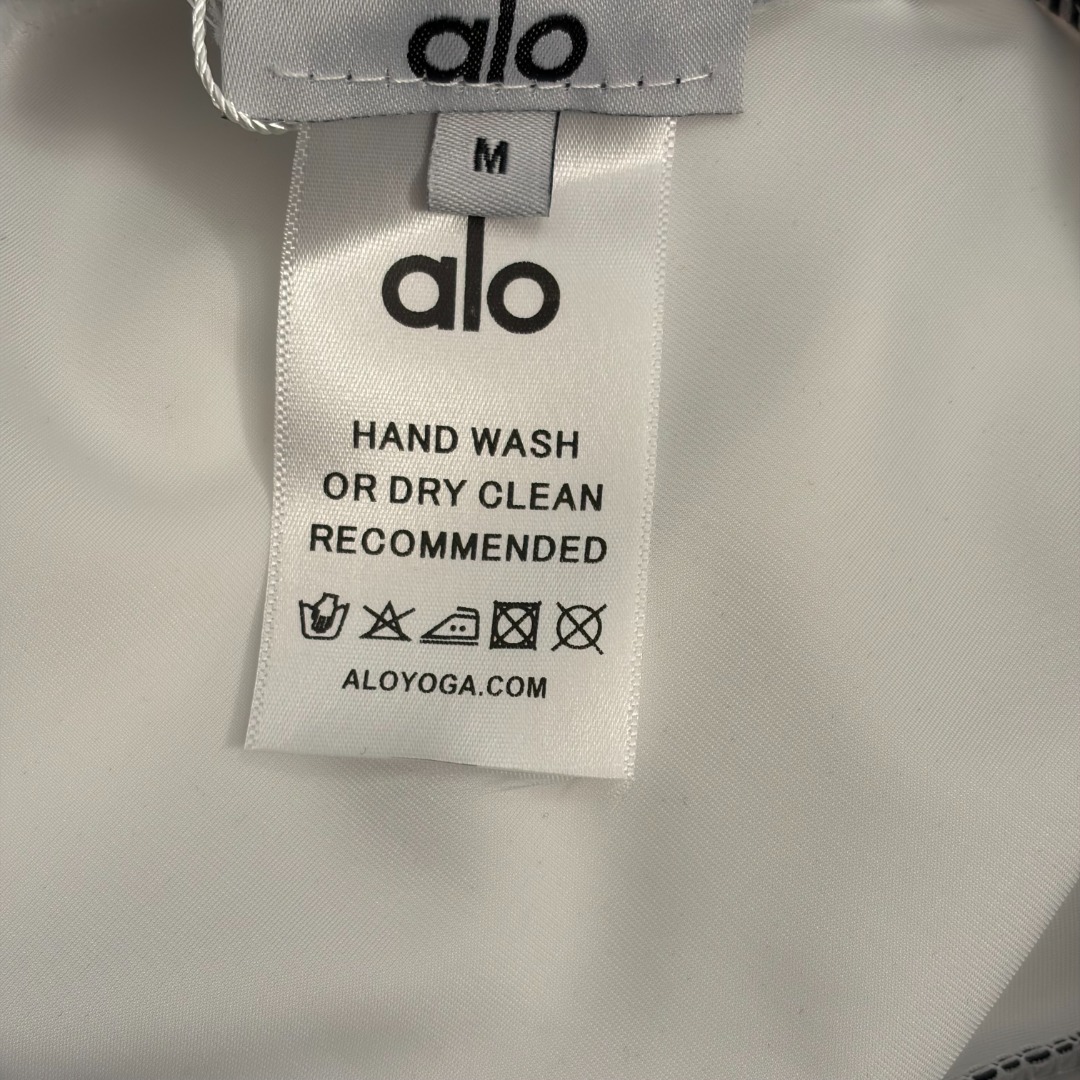 alo
M
alo
HAND WASH
OR DRY CLEAN
RECOMMENDED
ALOYOGA.COM